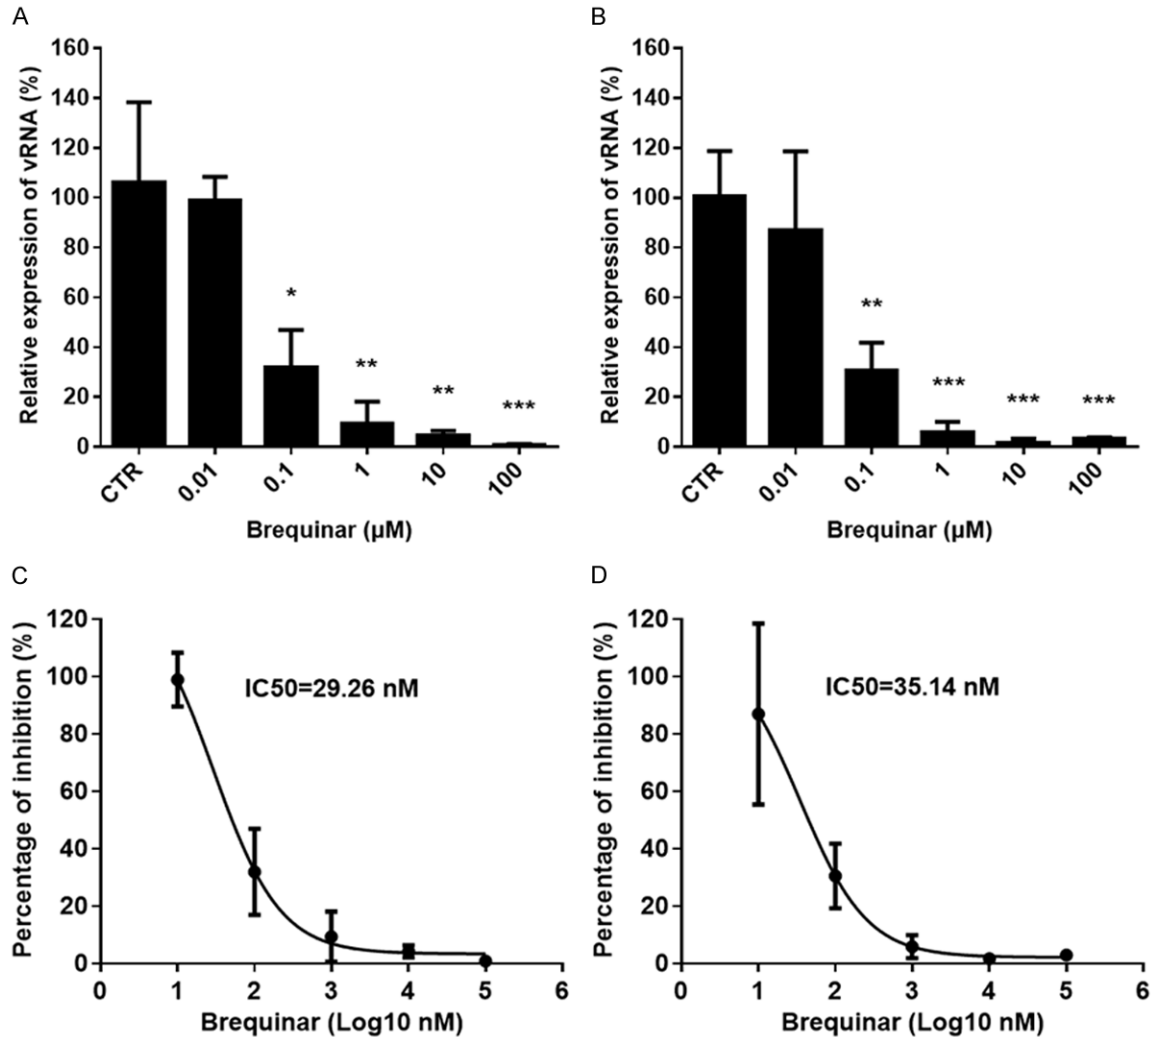 A
Relative expression of vRNA (%)
160
140
120
100
80
60
40
20
0
*
**
**
***
CTR
0.01
0.1
1
10
100
Brequinar (µM)
B
Relative expression of vRNA (%)
160
140
120
100
80
60
40
20
0
**
***
***
***
CTR
0.01
0.1
1
10
100
Brequinar (µM)
C
Percentage of inhibition (%)
120
100
80
60
40
20
0
IC50=29.26 nM
0 1 2 3 4 5 6
Brequinar (Log10 nM)
D
Percentage of inhibition (%)
120
100
80
60
40
20
0
IC50=35.14 nM
0 1 2 3 4 5 6
Brequinar (Log10 nM)